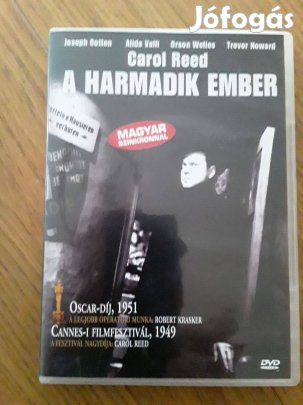 Jófogás
Joseph Cotten Alida Valli Orson Welles Trevor Howard
Carol Reed
A HARMADIK EMBER
MAGYAR
SZINKRONNAL
OSCAR-DÍJ, 1951
A LEGJOBB OPERATŐRI MUNKA: ROBERT KRASKER
CANNES-I FILMFESZTIVÁL, 1949
A FESZTIVÁL NAGYDÍJA: CAROL REED
DVD